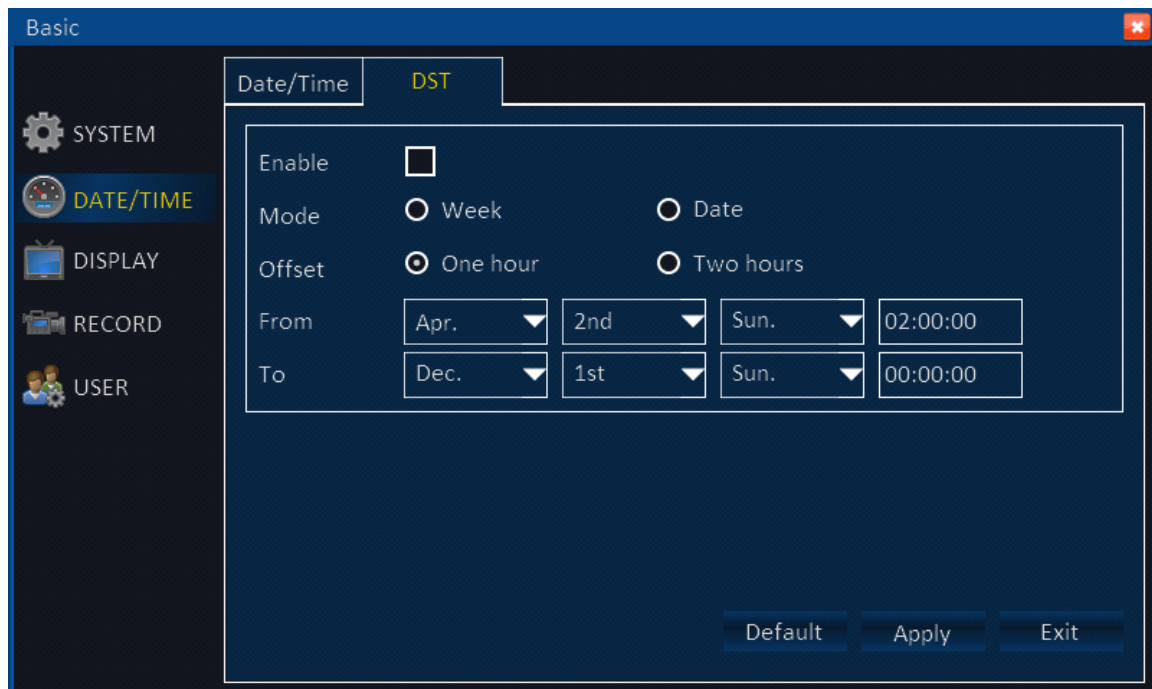 Basic
Date/Time DST
SYSTEM
DATE/TIME
DISPLAY
RECORD
USER
Enable
Mode Week Date
Offset One hour Two hours
From Apr. 2nd Sun. 02:00:00
To Dec. 1st Sun. 00:00:00
Default Apply Exit